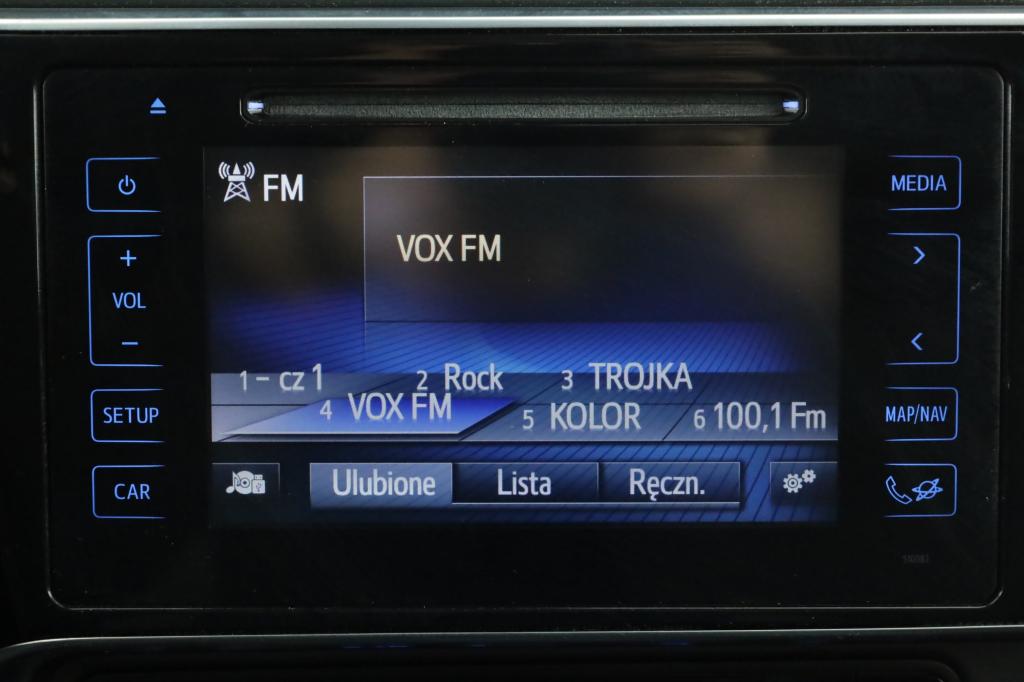 FM
MEDIA
VOX FM
+
VOL
–
1 – cz 1
2 Rock
3 TROJKA
4 VOX FM
5 KOLOR
6 100,1 Fm
SETUP
MAP/NAV
CAR
Ulubione
Lista
Ręczn.